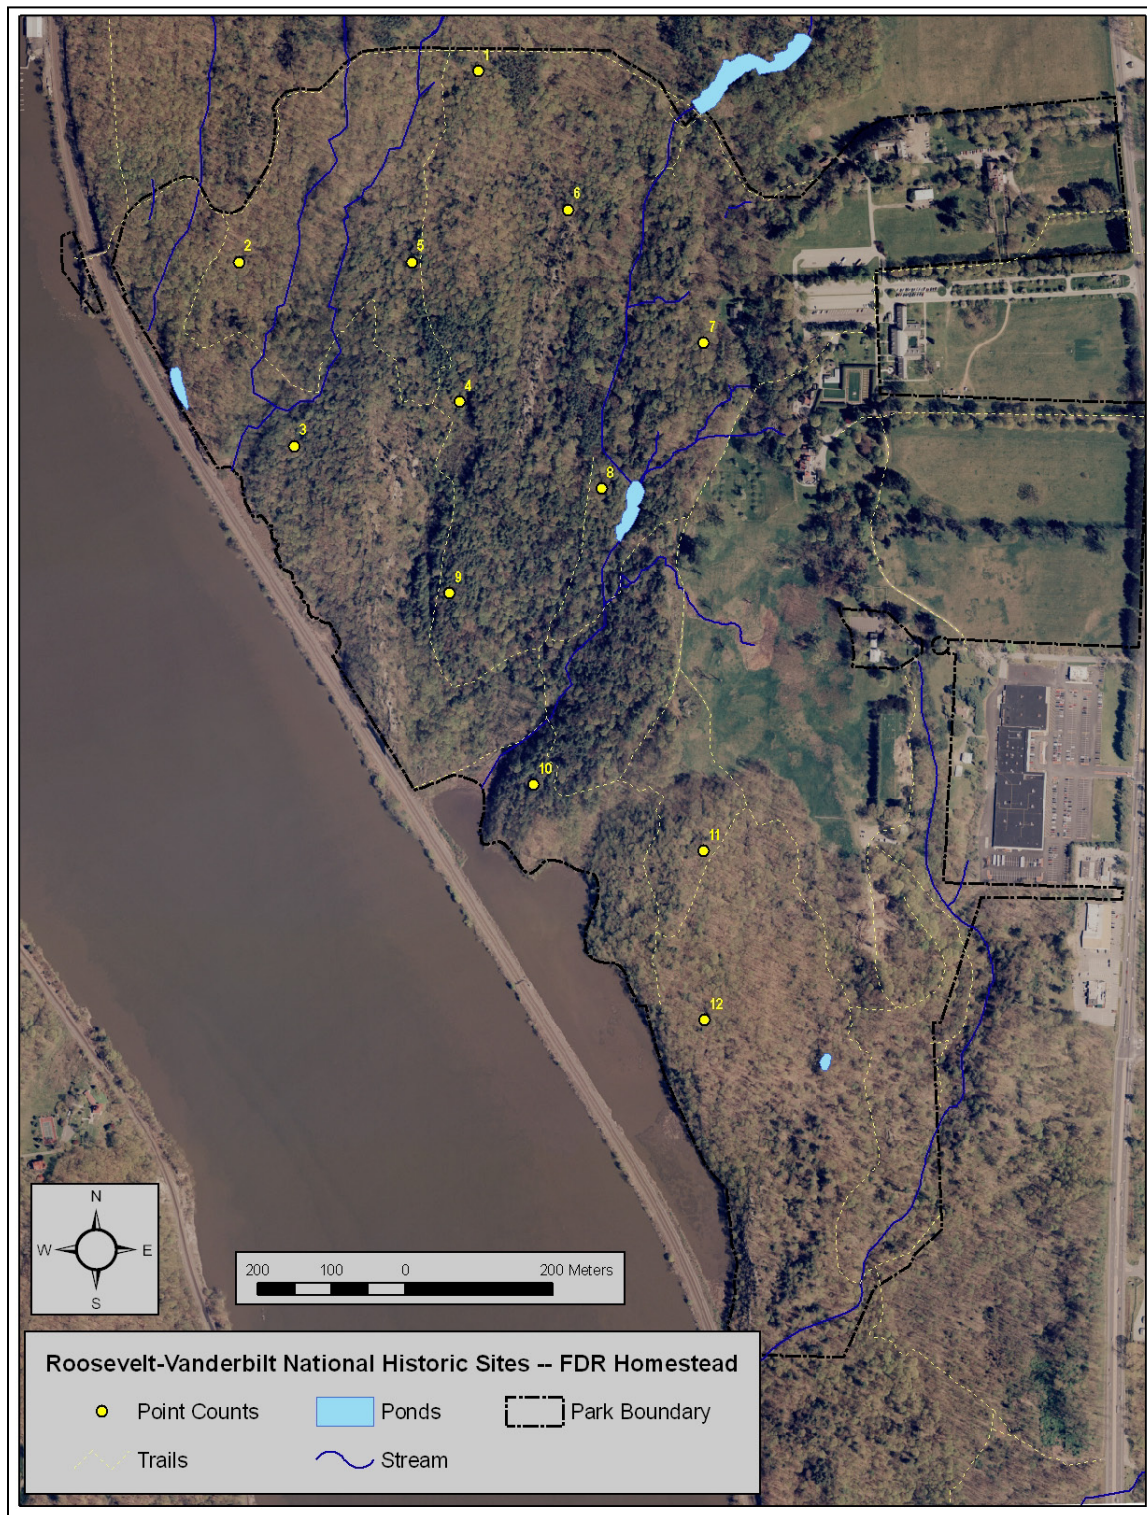 1
6
2
5
7
4
3
8
9
10
11
12
N
W E
S
200 100 0 200 Meters
Roosevelt-Vanderbilt National Historic Sites -- FDR Homestead
Point Counts Ponds Park Boundary
Trails Stream